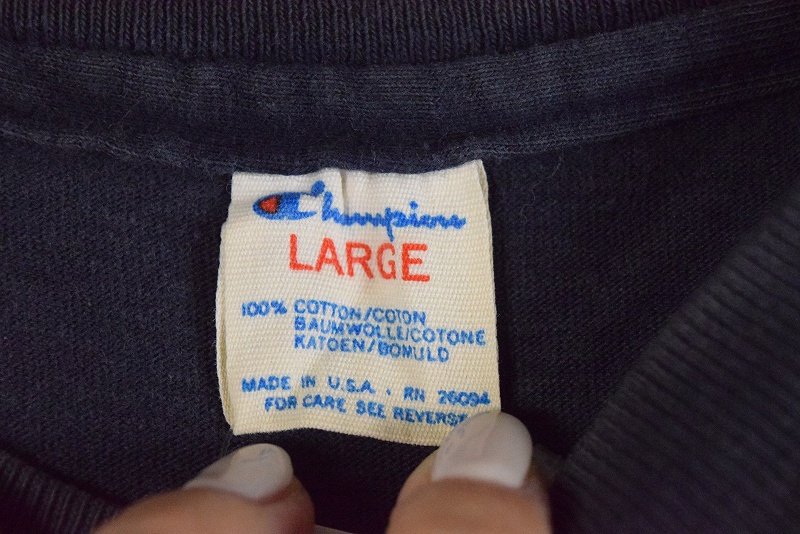 Champion
LARGE
100% COTTON/COTON
BAUMWOLLE/COTONE
KATOEN/BOMULD
MADE IN U.S.A. · RN 26094
FOR CARE SEE REVERSE